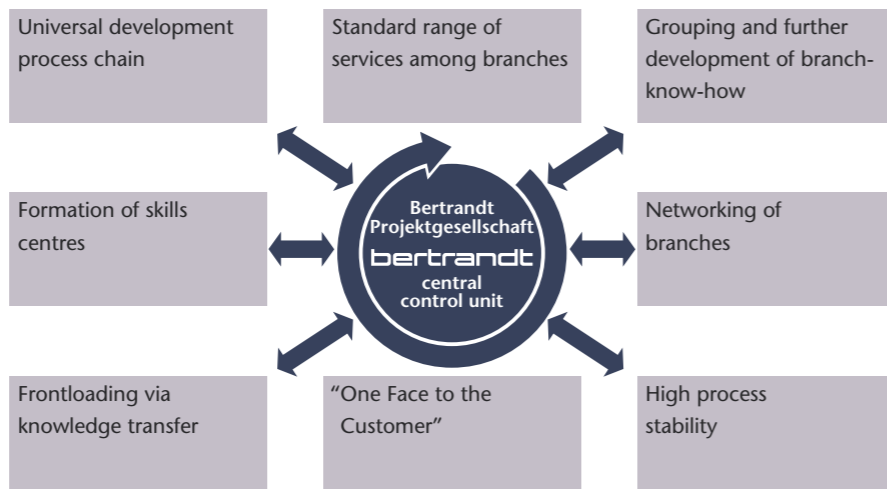 Universal development
process chain
Standard range of
services among branches
Grouping and further
development of branch-
know-how
Formation of skills
centres
Bertrandt
Projektgesellschaft
bertrandt
central
control unit
Networking of
branches
Frontloading via
knowledge transfer
“One Face to the
Customer”
High process
stability